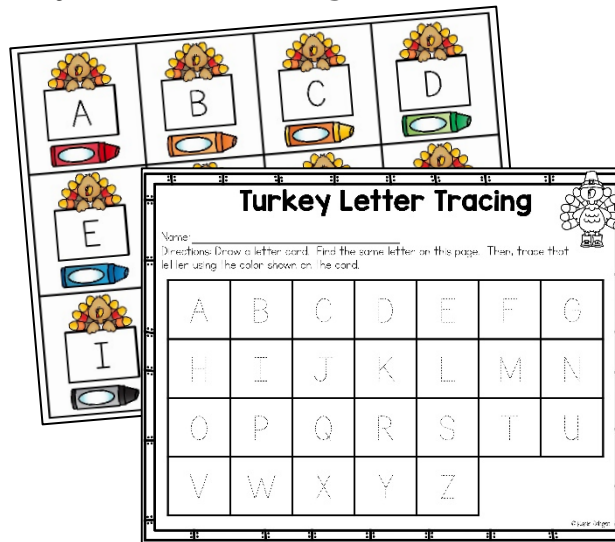 A B C D
E
I
Turkey Letter Tracing
Name:
Directions: Draw a letter card. Find the same letter on this page. Then, trace that
letter using the color shown on the card.
A B C D E F G
H I J K L M N
O P Q R S T U
V W X Y Z